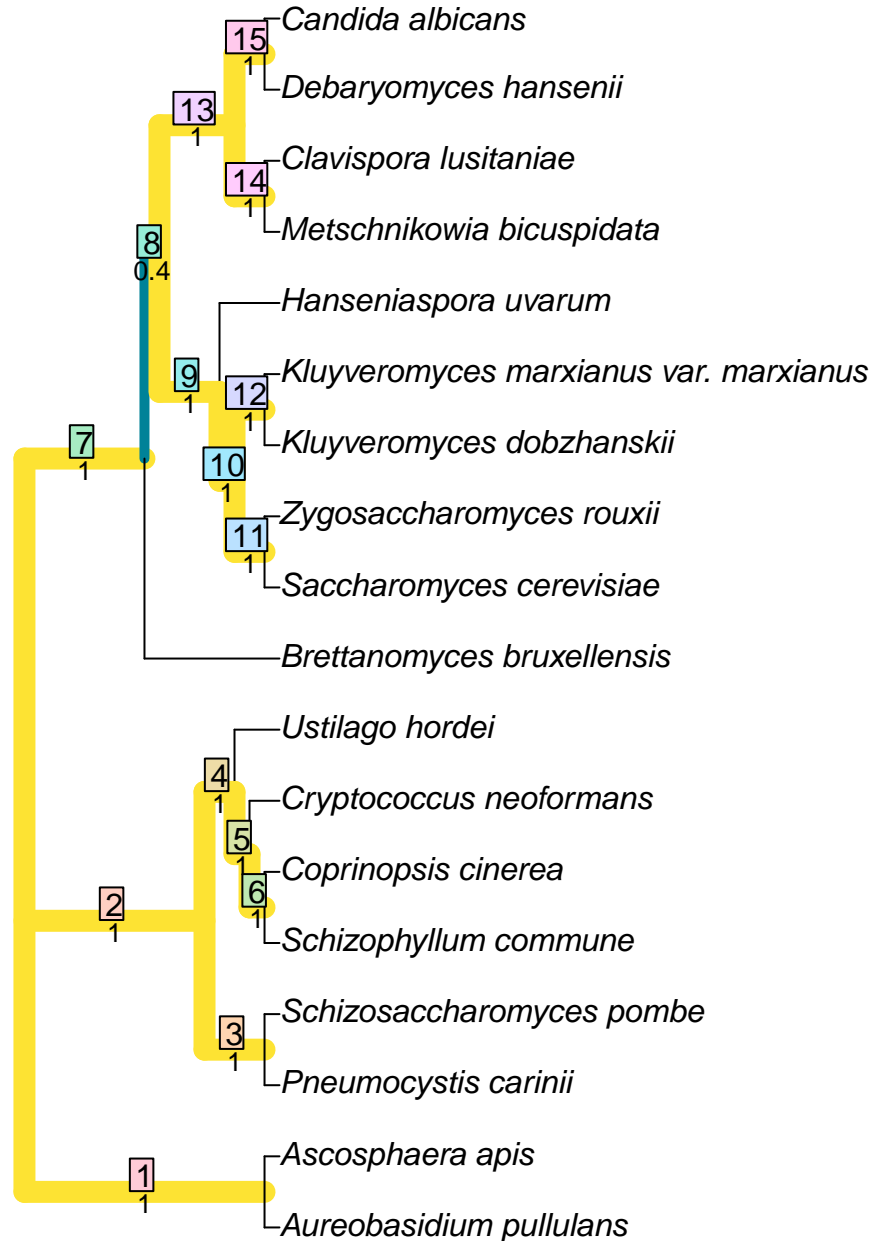 Candida albicans
15
1
Debaryomyces hansenii
13
1
Clavispora lusitaniae
14
1
Metschnikowia bicuspidata
8
0.4
Hanseniaspora uvarum
Kluyveromyces marxianus var. marxianus
9
1
12
1
Kluyveromyces dobzhanskii
7
1
10
1
Zygosaccharomyces rouxii
11
1
Saccharomyces cerevisiae
Brettanomyces bruxellensis
Ustilago hordei
4
1
Cryptococcus neoformans
5
1
Coprinopsis cinerea
6
1
2
1
Schizophyllum commune
Schizosaccharomyces pombe
3
1
Pneumocystis carinii
Ascosphaera apis
1
1
Aureobasidium pullulans